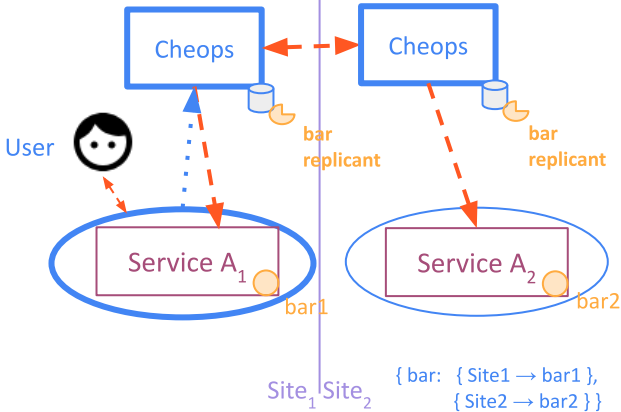 Cheops
Cheops
bar
replicant
bar
replicant
User
Service A1
bar1
Service A2
bar2
Site1
Site2
{ bar: { Site1 → bar1 },
{ Site2 → bar2 } }